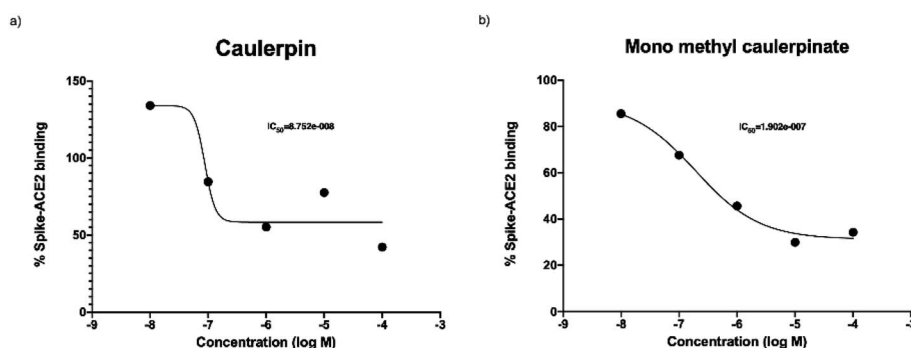 a)
Caulerpin
% Spike-ACE2 binding
150
100
50
0
IC50=8.752e-008
-9
-8
-7
-6
-5
-4
-3
Concentration (log M)
b)
Mono methyl caulerpinate
% Spike-ACE2 binding
100
80
60
40
20
0
IC50=1.902e-007
-9
-8
-7
-6
-5
-4
-3
Concentration (log M)